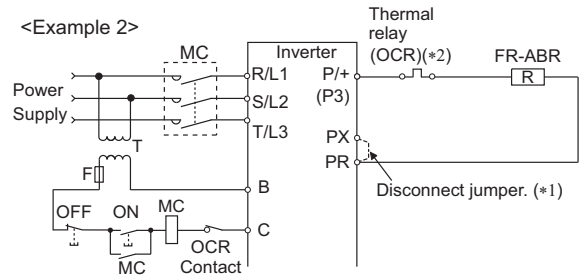 <Example 2>
Thermal
relay
(OCR)(*2)
FR-ABR
MC
Inverter
Power
Supply
R/L1
S/L2
T/L3
P/+
(P3)
R
PX
PR
T
F
B
Disconnect jumper. (*1)
OFF
ON
MC
C
MC
OCR
Contact